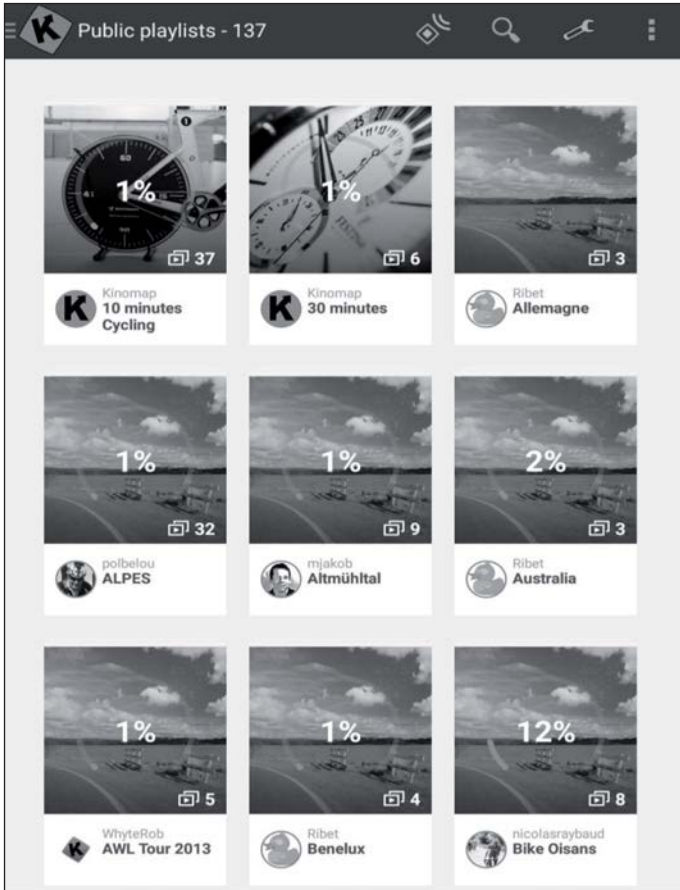 Public playlists - 137
1%
37
Kinomap
10 minutes
Cycling
1%
6
Kinomap
30 minutes
3
Ribet
Allemagne
1%
32
polbelou
ALPES
1%
9
mjakob
Altmühltal
2%
3
Ribet
Australia
1%
5
WhyteRob
AWL Tour 2013
1%
4
Ribet
Benelux
12%
8
nicolasraybaud
Bike Oisans